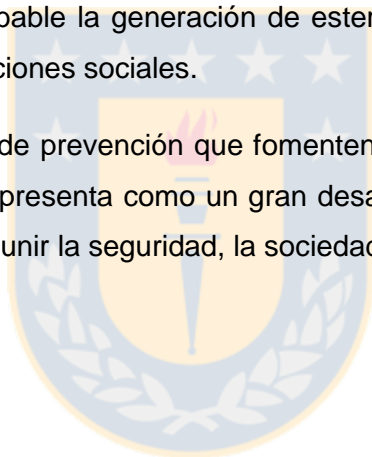 bable la generación de ester
ciones sociales.
de prevención que fomenten
presenta como un gran desa
unir la seguridad, la sociedad